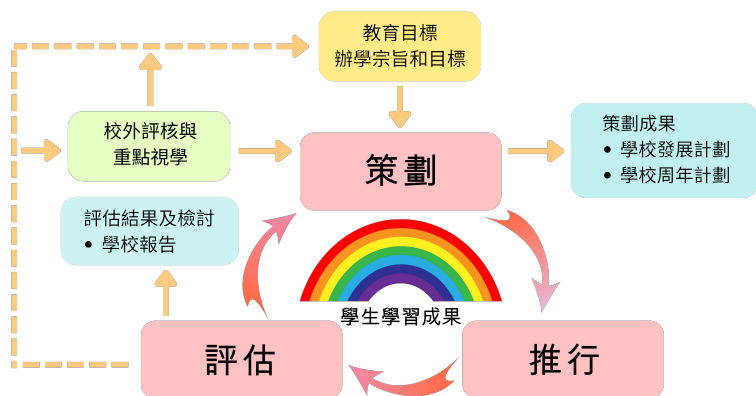 教育目標
辦學宗旨和目標
校外評核與
重點視學
策劃
策劃成果
• 學校發展計劃
• 學校周年計劃
評估結果及檢討
• 學校報告
學生學習成果
評估
推行